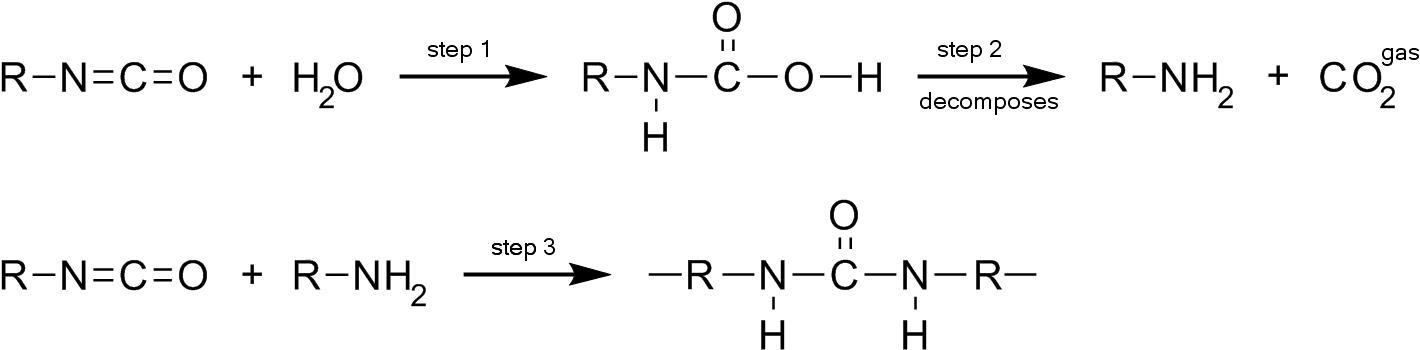 O O
R–N=C=O + H₂O step 1 R–N–C–O–H step 2 decomposes R–NH₂ + CO₂ gas
H
O
R–N=C=O + R–NH₂ step 3 –R–N–C–N–R–
H H